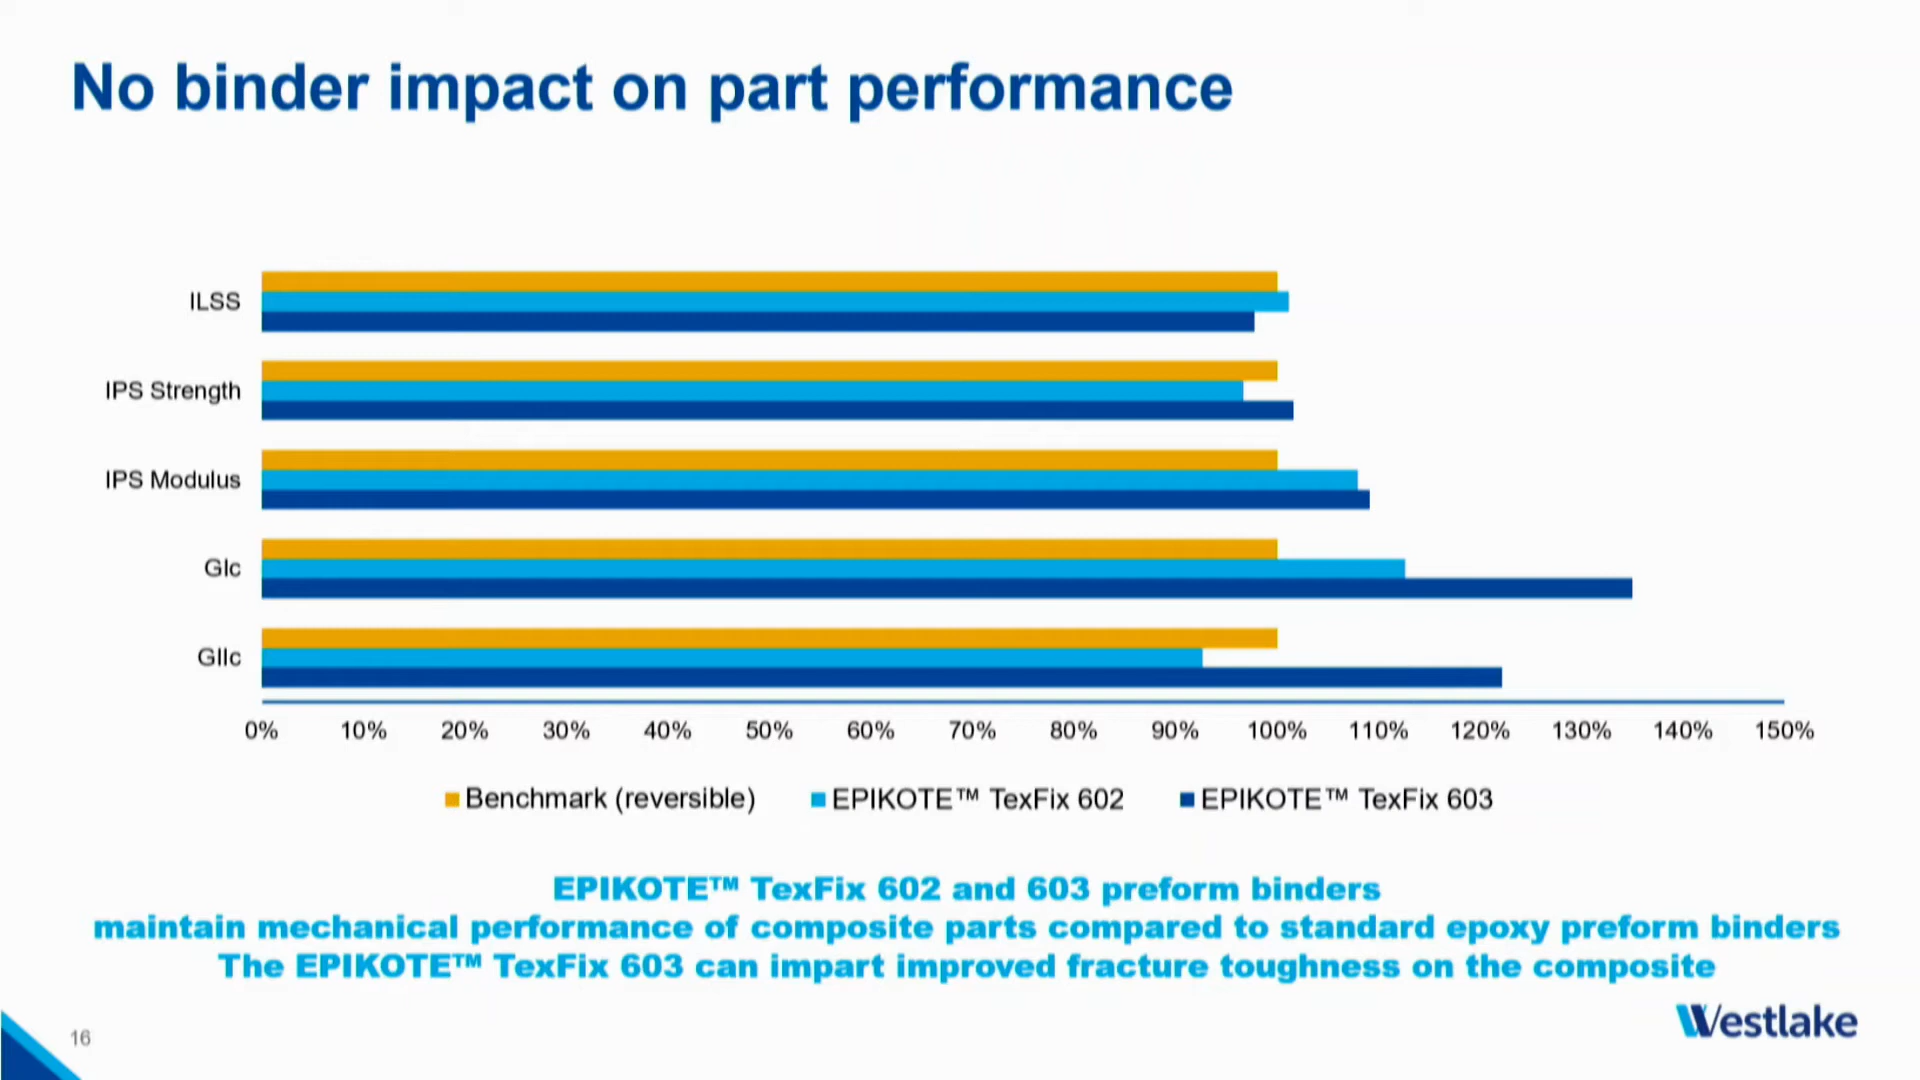 No binder impact on part performance
ILSS
IPS Strength
IPS Modulus
GIc
GIIc
0% 10% 20% 30% 40% 50% 60% 70% 80% 90% 100% 110% 120% 130% 140% 150%
Benchmark (reversible) EPIKOTE™ TexFix 602 EPIKOTE™ TexFix 603
EPIKOTE™ TexFix 602 and 603 preform binders
maintain mechanical performance of composite parts compared to standard epoxy preform binders
The EPIKOTE™ TexFix 603 can impart improved fracture toughness on the composite
16
Westlake